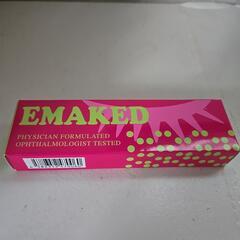 EMAKED
PHYSICIAN FORMULATED
OPHTHALMOLOGIST TESTED